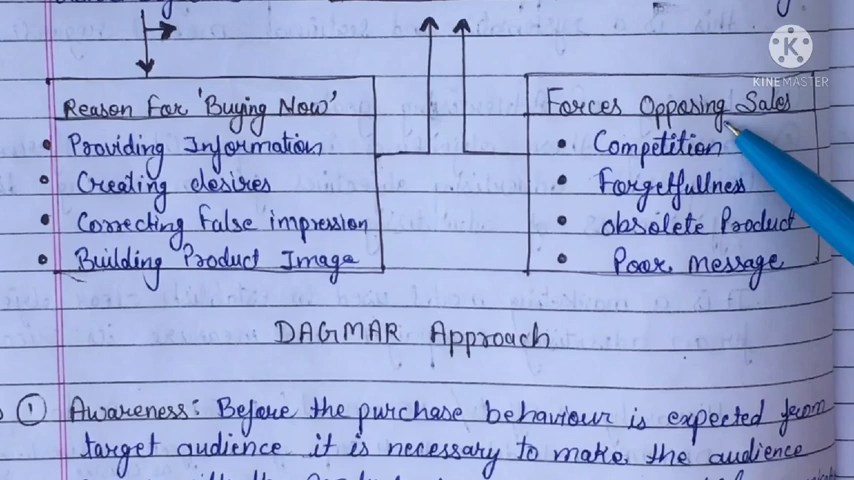 KINEMASTER
Reason For 'Buying Now'
• Providing Information
• Creating desires
• Correcting False impression
• Building Product Image
Forces Opposing Sales
• Competition
• Forgetfullness
• obsolete Product
• Poor message
DAGMAR Approach
① Awareness: Before the purchase behaviour is expected from
target audience it is necessary to make the audience